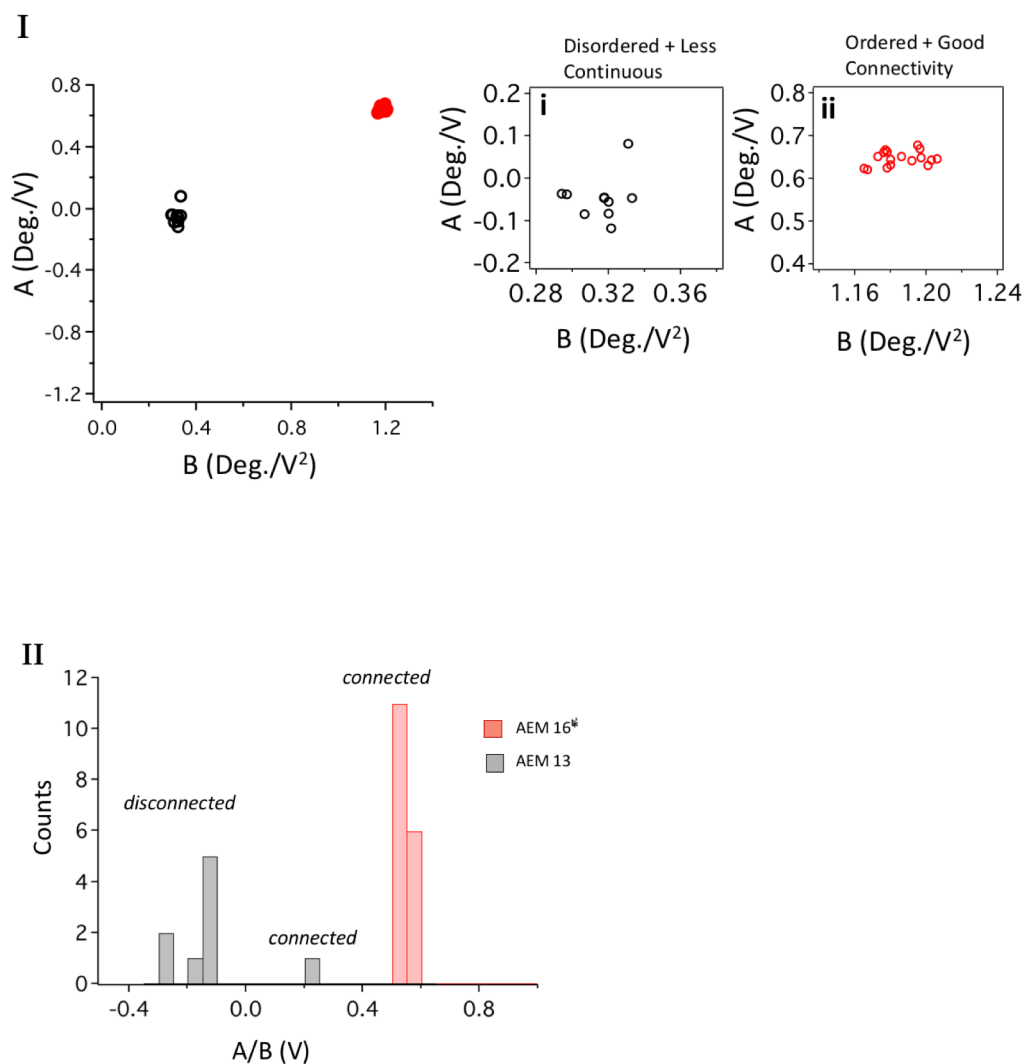 I
Disordered + Less
Continuous
Ordered + Good
Connectivity
0.8
0.4
0.0
-0.4
-0.8
-1.2
A (Deg./V)
0.0
0.4
0.8
1.2
B (Deg./V²)
i
0.2
0.1
0.0
-0.1
-0.2
A (Deg./V)
0.28
0.32
0.36
B (Deg./V²)
ii
0.8
0.7
0.6
0.5
0.4
A (Deg./V)
1.16
1.20
1.24
B (Deg./V²)
II
12
10
8
6
4
2
0
Counts
disconnected
connected
connected
AEM 16
AEM 13
-0.4
0.0
0.4
0.8
A/B (V)